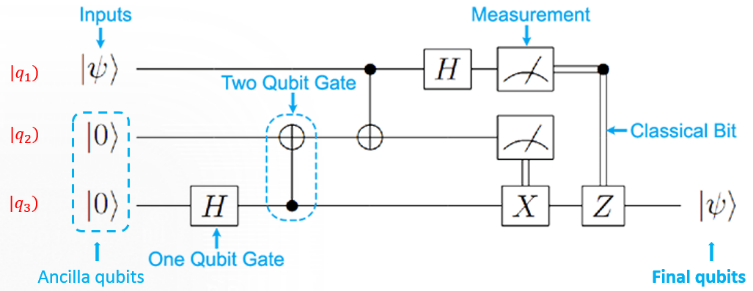 Inputs
Measurement
|q₁) |ψ⟩ H
Two Qubit Gate
|q₂) |0⟩
Classical Bit
|q₃) |0⟩ H X Z |ψ⟩
One Qubit Gate
Ancilla qubits
Final qubits